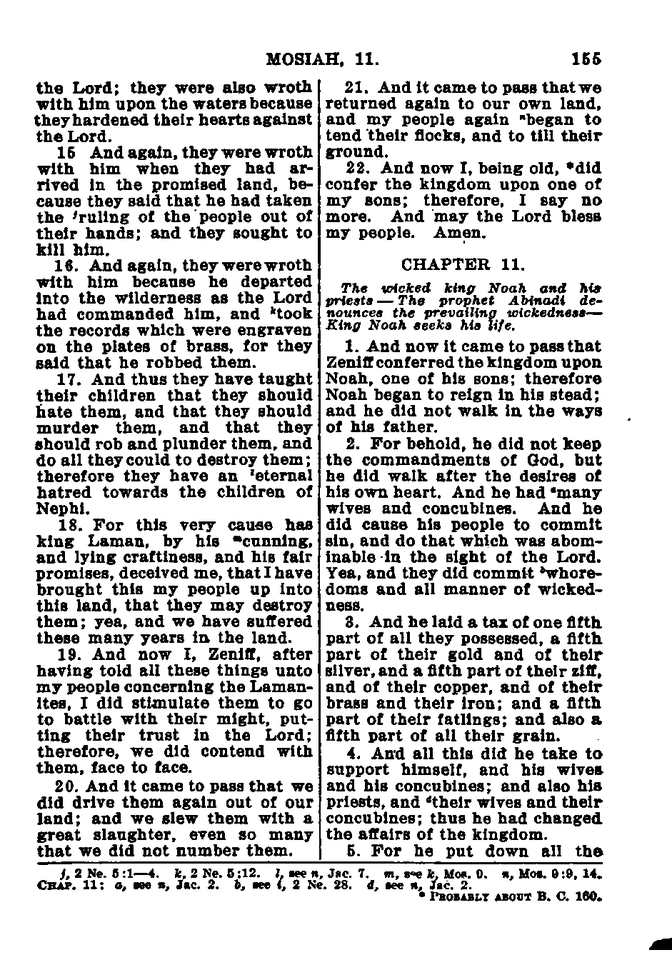 MOSIAH, 11.
155
the Lord; they were also wroth
with him upon the waters because
they hardened their hearts against
the Lord.
15 And again, they were wroth
with him when they had ar-
rived in the promised land, be-
cause they said that he had taken
the jruling of the people out of
their hands; and they sought to
kill him.
16. And again, they were wroth
with him because he departed
into the wilderness as the Lord
had commanded him, and ktook
the records which were engraven
on the plates of brass, for they
said that he robbed them.
17. And thus they have taught
their children that they should
hate them, and that they should
murder them, and that they
should rob and plunder them, and
do all they could to destroy them;
therefore they have an leternal
hatred towards the children of
Nephi.
18. For this very cause has
king Laman, by his mcunning,
and lying craftiness, and his fair
promises, deceived me, that I have
brought this my people up into
this land, that they may destroy
them; yea, and we have suffered
these many years in the land.
19. And now I, Zeniff, after
having told all these things unto
my people concerning the Laman-
ites, I did stimulate them to go
to battle with their might, put-
ting their trust in the Lord;
therefore, we did contend with
them, face to face.
20. And it came to pass that we
did drive them again out of our
land; and we slew them with a
great slaughter, even so many
that we did not number them.
21. And it came to pass that we
returned again to our own land,
and my people again nbegan to
tend their flocks, and to till their
ground.
22. And now I, being old, *did
confer the kingdom upon one of
my sons; therefore, I say no
more. And may the Lord bless
my people. Amen.
CHAPTER 11.
The wicked king Noah and his
priests—The prophet Abinadi de-
nounces the prevailing wickedness—
King Noah seeks his life.
1. And now it came to pass that
Zeniff conferred the kingdom upon
Noah, one of his sons; therefore
Noah began to reign in his stead;
and he did not walk in the ways
of his father.
2. For behold, he did not keep
the commandments of God, but
he did walk after the desires of
his own heart. And he had amany
wives and concubines. And he
did cause his people to commit
sin, and do that which was abom-
inable in the sight of the Lord.
Yea, and they did commit bwhore-
doms and all manner of wicked-
ness.
3. And he laid a tax of one fifth
part of all they possessed, a fifth
part of their gold and of their
silver, and a fifth part of their ziff,
and of their copper, and of their
brass and their iron; and a fifth
part of their fatlings; and also a
fifth part of all their grain.
4. And all this did he take to
support himself, and his wives
and his concubines; and also his
priests, and dtheir wives and their
concubines; thus he had changed
the affairs of the kingdom.
5. For he put down all the
j, 2 Ne. 5:1—4. k, 2 Ne. 5:12. l, see n, Jac. 7. m, see k, Mos. 9. n, Mos. 9:9, 14.
CHAP. 11: a, see n, Jac. 2. b, see i, 2 Ne. 28. d, see n, Jac. 2.
* PROBABLY ABOUT B. C. 160.